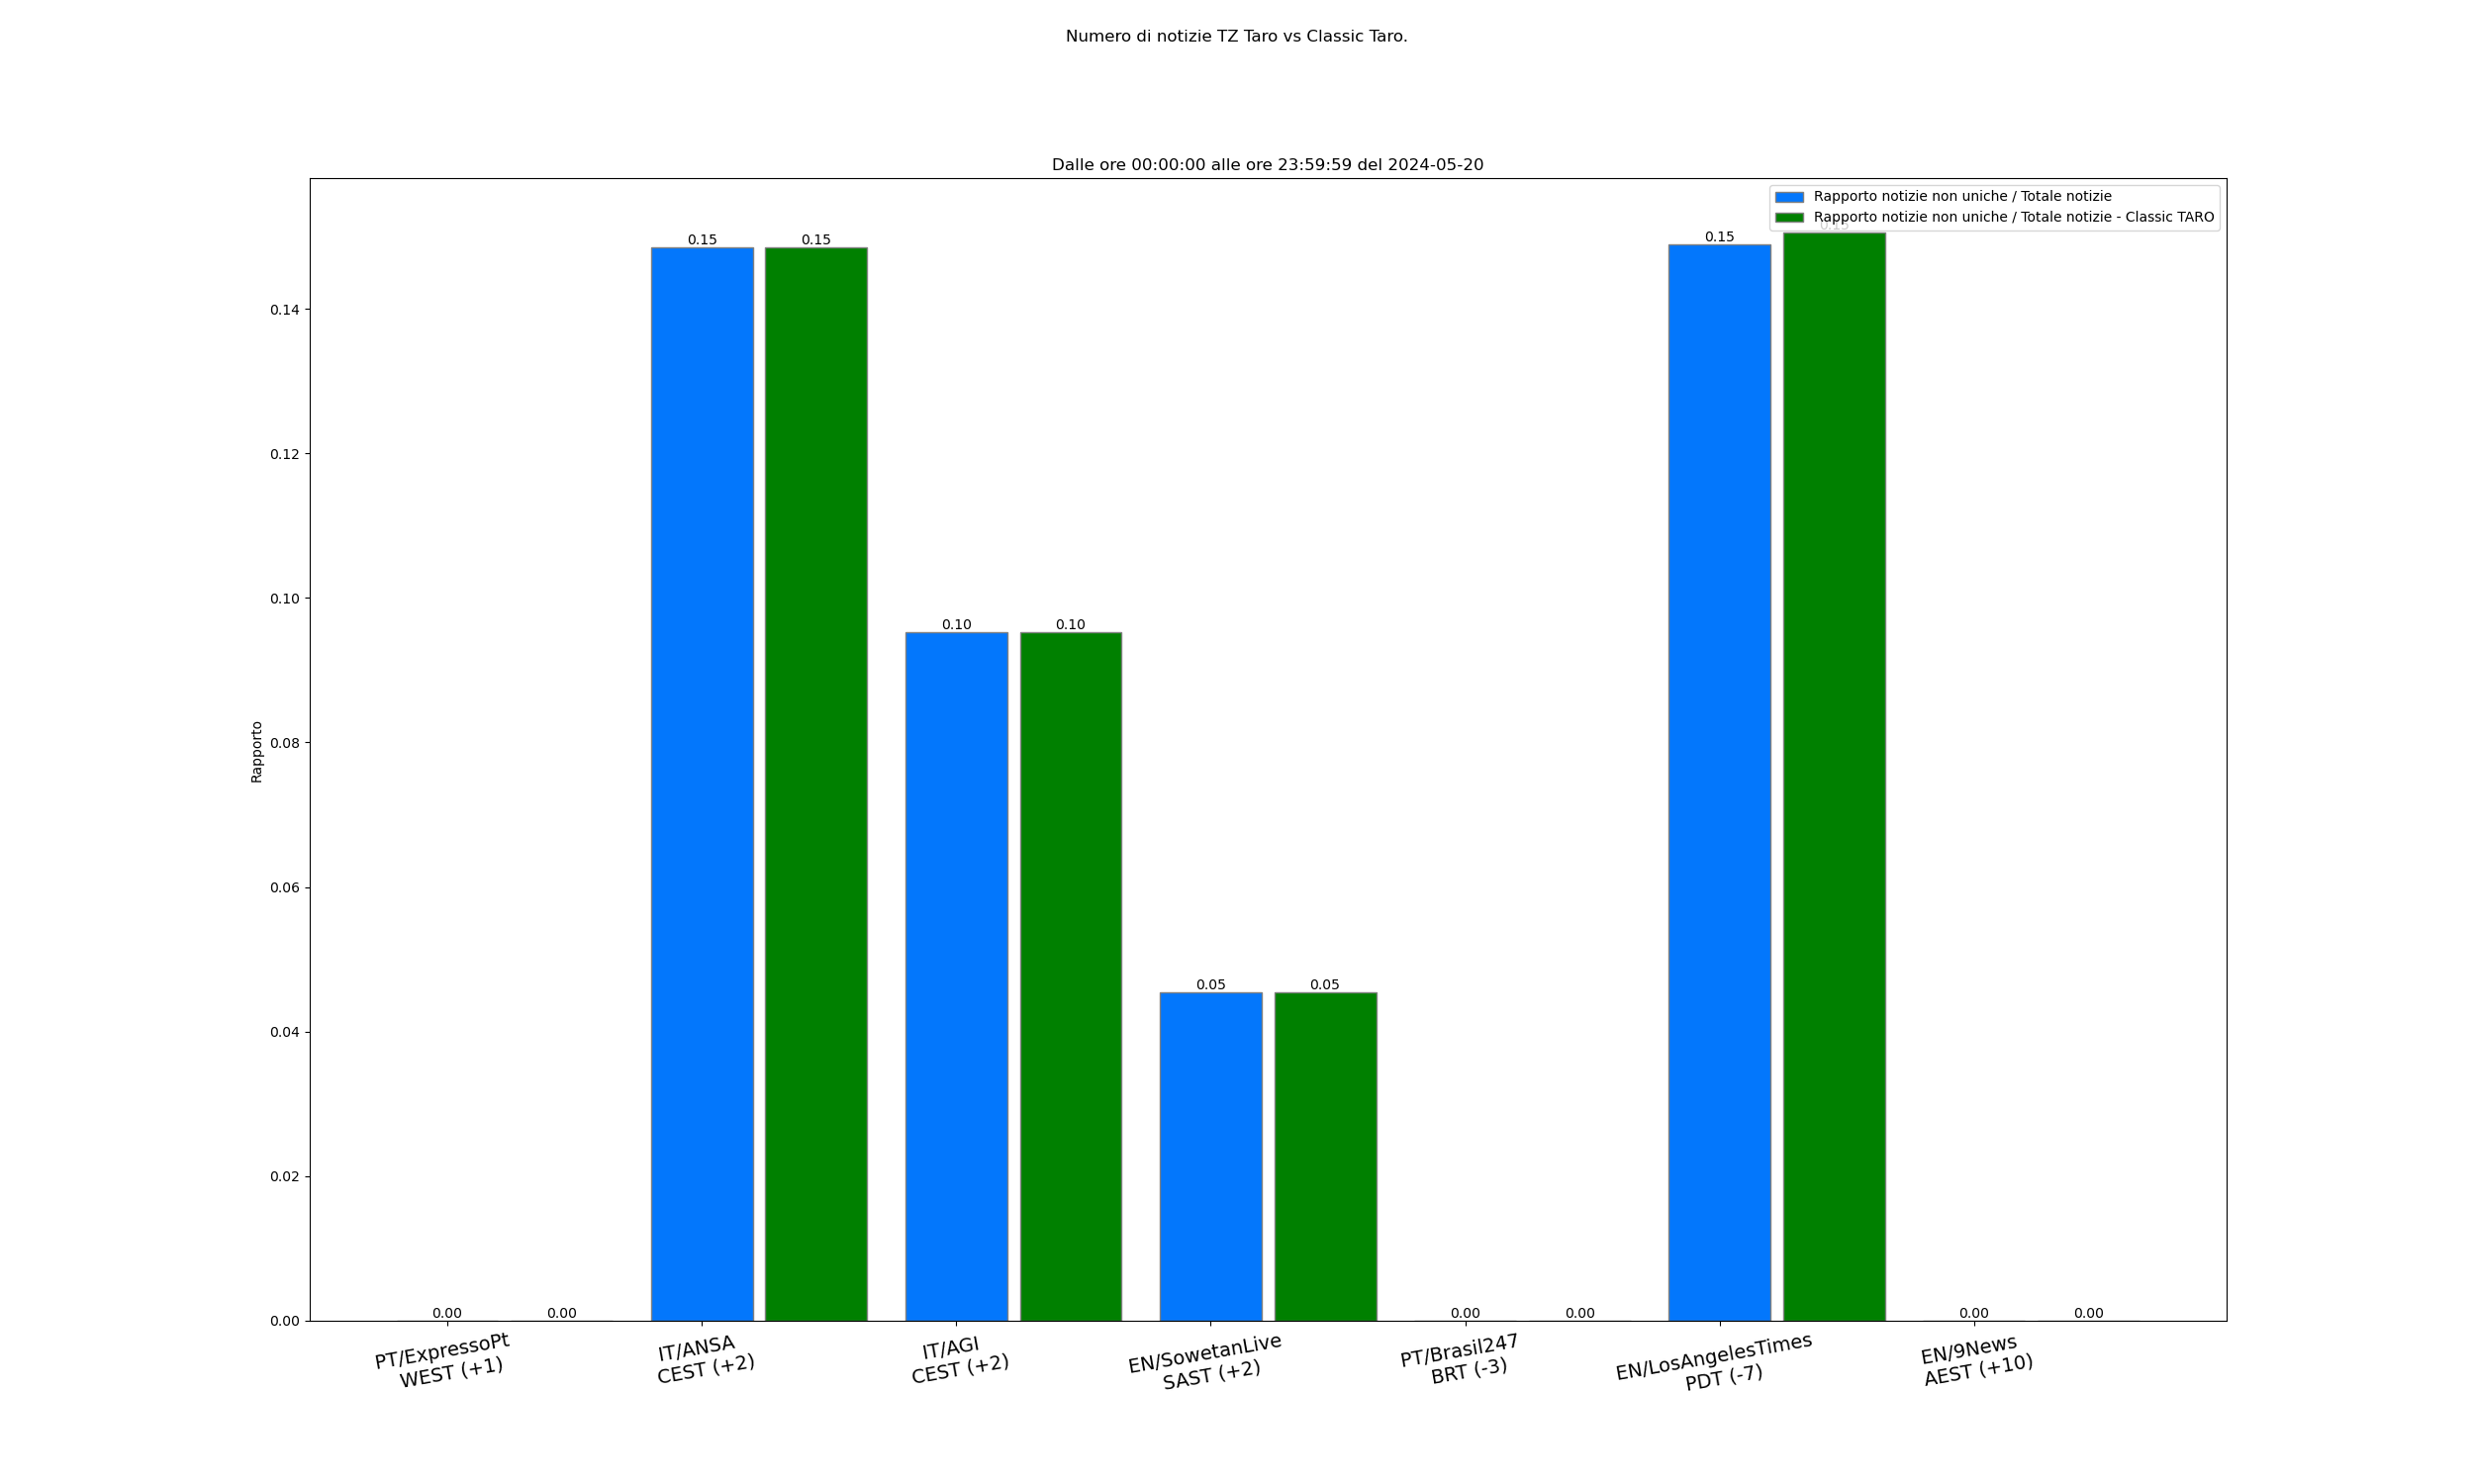 Numero di notizie TZ Taro vs Classic Taro.
Dalle ore 00:00:00 alle ore 23:59:59 del 2024-05-20
Rapporto notizie non uniche / Totale notizie
Rapporto notizie non uniche / Totale notizie - Classic TARO
0.15
0.15
0.15
0.15
0.10
0.10
0.05
0.05
0.00
0.00
0.00
0.00
0.00
0.00
Rapporto
0.14
0.12
0.10
0.08
0.06
0.04
0.02
0.00
PT/ExpressoPt
WEST (+1)
IT/ANSA
CEST (+2)
IT/AGI
CEST (+2)
EN/SowetanLive
SAST (+2)
PT/Brasil247
BRT (-3)
EN/LosAngelesTimes
PDT (-7)
EN/9News
AEST (+10)